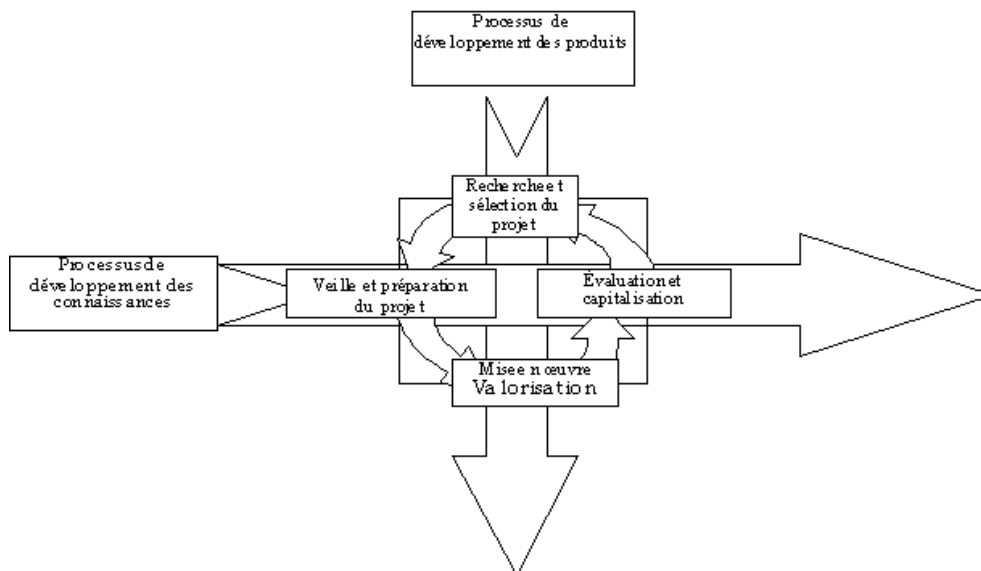 Processus de
développement des produits
Recherche et
sélection du
projet
Processus de
développement des
connaissances
Veille et préparation
du projet
Évaluation et
capitalisation
Mise en œuvre
Valorisation